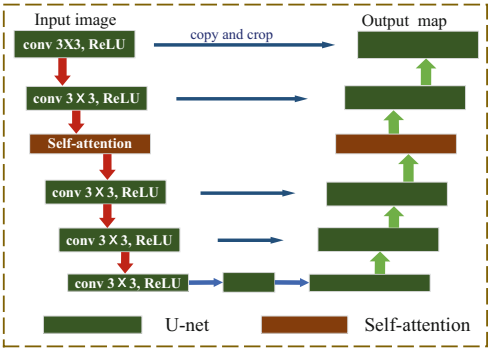 Input image
Output map
conv 3X3, ReLU
copy and crop
conv 3×3, ReLU
Self-attention
conv 3×3, ReLU
conv 3×3, ReLU
conv 3×3, ReLU
U-net
Self-attention